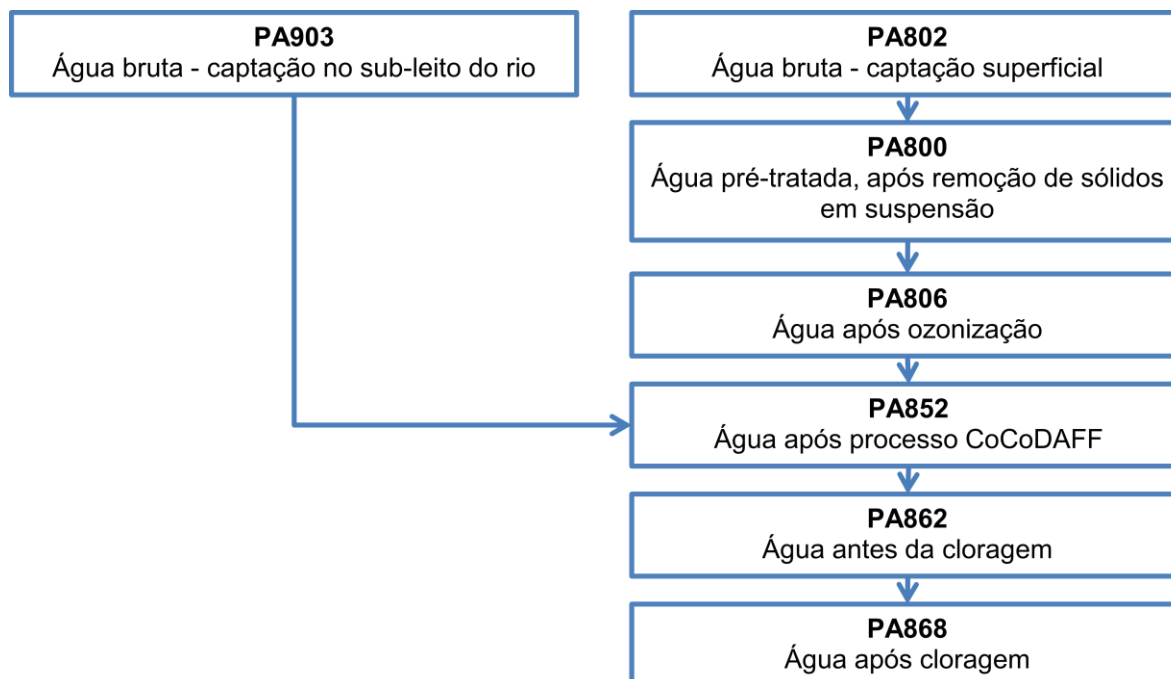 PA903
Água bruta - captação no sub-leito do rio
PA802
Água bruta - captação superficial
PA800
Água pré-tratada, após remoção de sólidos
em suspensão
PA806
Água após ozonização
PA852
Água após processo CoCoDAFF
PA862
Água antes da cloragem
PA868
Água após cloragem